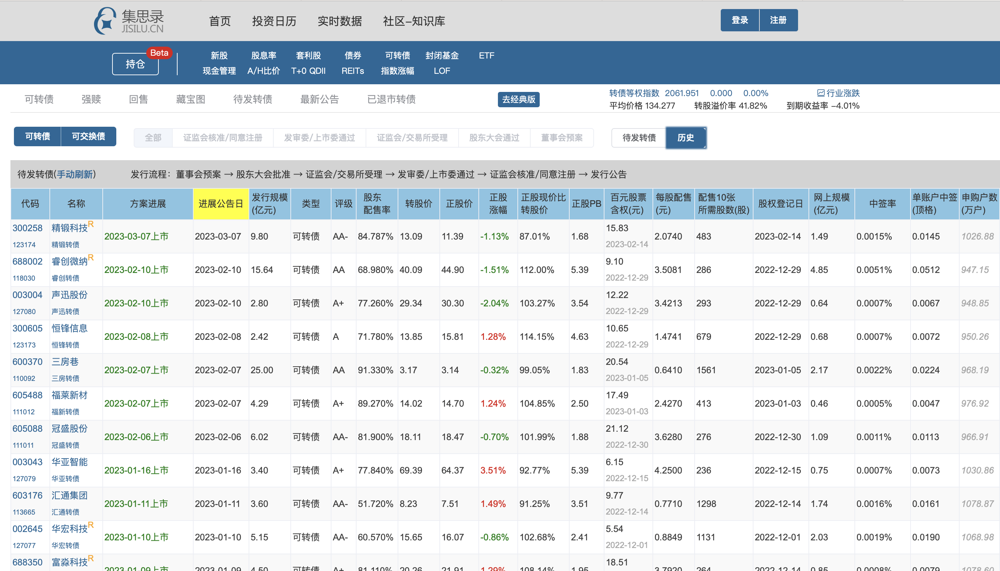 集思录
JISILU.CN
首页 投资日历 实时数据 社区–知识库
登录 注册
持仓 Beta
新股 股息率 套利股 债券 可转债 封闭基金 ETF
现金管理 A/H比价 T+0 QDII REITs 指数涨幅 LOF
可转债 强赎 回售 藏宝图 待发转债 最新公告 已退市转债
去经典版
转债等权指数 2061.951 0.000 0.00% 行业涨跌
平均价格 134.277 转股溢价率 41.82% 到期收益率 –4.01%
可转债 可交换债 全部 证监会核准/同意注册 发审委/上市委通过 证监会/交易所受理 股东大会通过 董事会预案 待发转债 历史
待发转债(手动刷新) 发行流程：董事会预案 → 股东大会批准 → 证监会/交易所受理 → 发审委/上市委通过 → 证监会核准/同意注册 → 发行公告
代码 名称 方案进展 进展公告日 发行规模(亿元) 类型 评级 股东配售率 转股价 正股价 正股涨幅 正股现价比转股价 正股PB 百元股票含权(元) 每股配售(元) 配售10张所需股数(股) 股权登记日 网上规模(亿元) 中签率 单账户中签(顶格) 申购户数(万户)
300258 精锻科技R 15.83
2023-03-07上市 2023-03-07 9.80 可转债 AA- 84.787% 13.09 11.39 -1.13% 87.01% 1.68 2.0740 483 2023-02-14 1.49 0.0015% 0.0145 1026.88
123174 精锻转债 2023-02-14
688002 睿创微纳R 9.10
2023-02-10上市 2023-02-10 15.64 可转债 AA 68.980% 40.09 44.90 -1.51% 112.00% 5.39 3.5081 286 2022-12-29 4.85 0.0051% 0.0512 947.15
118030 睿创转债 2022-12-29
003004 声迅股份 12.22
2023-02-10上市 2023-02-10 2.80 可转债 A+ 77.260% 29.34 30.30 -2.04% 103.27% 3.54 3.4213 293 2022-12-29 0.64 0.0007% 0.0067 948.85
127080 声迅转债 2022-12-29
300605 恒锋信息 10.65
2023-02-08上市 2023-02-08 2.42 可转债 A 71.780% 13.85 15.81 1.28% 114.15% 4.63 1.4741 679 2022-12-29 0.68 0.0007% 0.0072 950.26
123173 恒锋转债 2022-12-29
600370 三房巷 20.54
2023-02-07上市 2023-02-07 25.00 可转债 AA 91.330% 3.17 3.14 -0.32% 99.05% 1.83 0.6410 1561 2023-01-05 2.17 0.0022% 0.0224 968.19
110092 三房转债 2023-01-05
605488 福莱新材 17.49
2023-02-07上市 2023-02-07 4.29 可转债 A+ 89.270% 14.02 14.70 1.24% 104.85% 2.50 2.4270 413 2023-01-03 0.46 0.0005% 0.0047 976.92
111012 福新转债 2023-01-03
605088 冠盛股份 21.12
2023-02-06上市 2023-02-06 6.02 可转债 AA- 81.900% 18.11 18.47 -0.70% 101.99% 1.88 3.6280 276 2022-12-30 1.09 0.0011% 0.0113 966.91
111011 冠盛转债 2022-12-30
003043 华亚智能 6.15
2023-01-16上市 2023-01-16 3.40 可转债 A+ 77.840% 69.39 64.37 3.51% 92.77% 5.39 4.2500 236 2022-12-15 0.75 0.0007% 0.0073 1030.86
127079 华亚转债 2022-12-15
603176 汇通集团 9.77
2023-01-11上市 2023-01-11 3.60 可转债 AA- 51.720% 8.23 7.51 1.49% 91.25% 3.51 0.7710 1298 2022-12-14 1.74 0.0016% 0.0161 1078.87
113665 汇通转债 2022-12-14
002645 华宏科技R 5.54
2023-01-10上市 2023-01-10 5.15 可转债 AA- 60.570% 15.65 16.07 -0.86% 102.68% 2.41 0.8849 1131 2022-12-01 2.03 0.0019% 0.0190 1068.98
127077 华宏转债 2022-12-01
688350 富淼科技R 18.51
2023-01-09上市 2023-01-09 4.50 可转债 A+ 81.110% 20.26 21.91 1.29% 108.14% 1.95 3.7920 264 2022-12-14 0.85 0.0008% 0.0079 1078.60